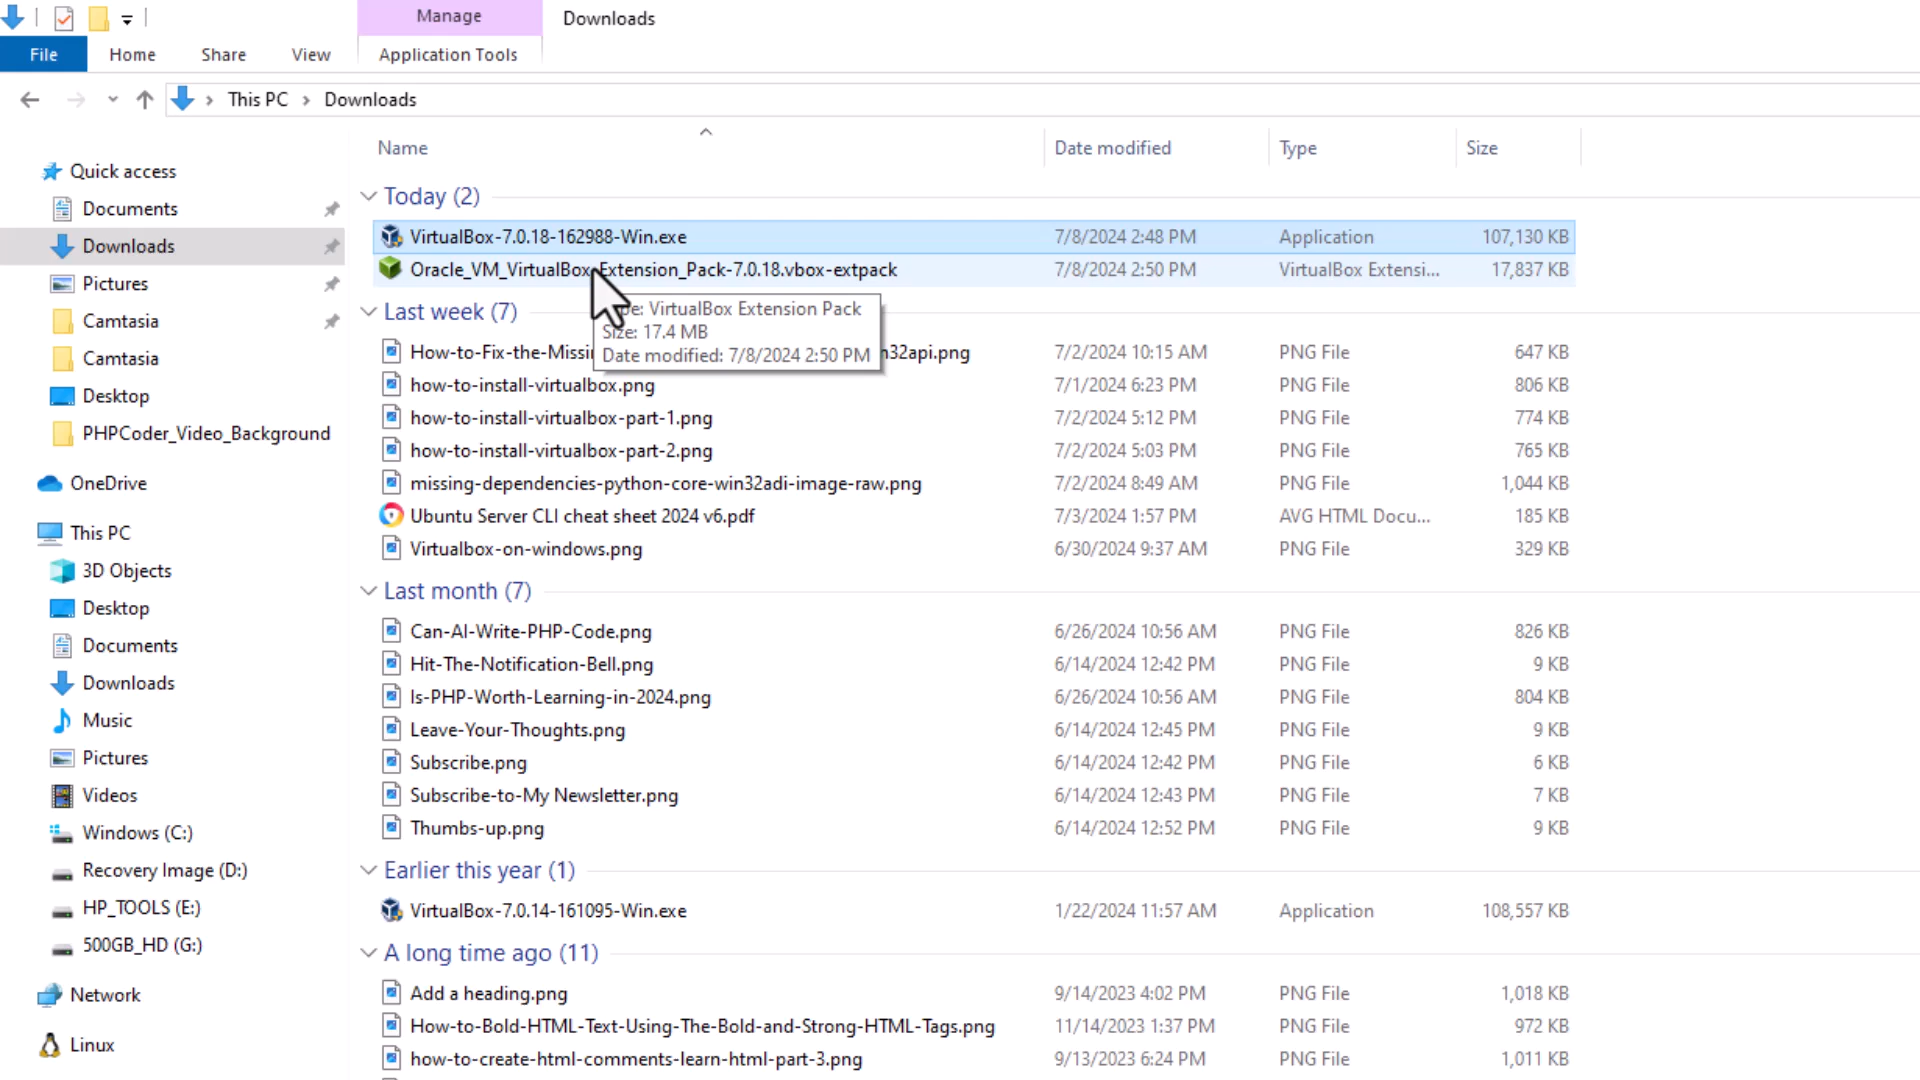 Manage
Downloads
File
Home
Share
View
Application Tools
This PC
Downloads
Name
Date modified
Type
Size
Quick access
Documents
Downloads
Pictures
Camtasia
Camtasia
Desktop
PHPCoder_Video_Background
OneDrive
This PC
3D Objects
Desktop
Documents
Downloads
Music
Pictures
Videos
Windows (C:)
Recovery Image (D:)
HP_TOOLS (E:)
500GB_HD (G:)
Network
Linux
Today (2)
VirtualBox-7.0.18-162988-Win.exe 7/8/2024 2:48 PM Application 107,130 KB
Oracle_VM_VirtualBox_Extension_Pack-7.0.18.vbox-extpack 7/8/2024 2:50 PM VirtualBox Extensi... 17,837 KB
VirtualBox Extension Pack
Size: 17.4 MB
Date modified: 7/8/2024 2:50 PM
Last week (7)
How-to-Fix-the-Missi n32api.png 7/2/2024 10:15 AM PNG File 647 KB
how-to-install-virtualbox.png 7/1/2024 6:23 PM PNG File 806 KB
how-to-install-virtualbox-part-1.png 7/2/2024 5:12 PM PNG File 774 KB
how-to-install-virtualbox-part-2.png 7/2/2024 5:03 PM PNG File 765 KB
missing-dependencies-python-core-win32adi-image-raw.png 7/2/2024 8:49 AM PNG File 1,044 KB
Ubuntu Server CLI cheat sheet 2024 v6.pdf 7/3/2024 1:57 PM AVG HTML Docu... 185 KB
Virtualbox-on-windows.png 6/30/2024 9:37 AM PNG File 329 KB
Last month (7)
Can-AI-Write-PHP-Code.png 6/26/2024 10:56 AM PNG File 826 KB
Hit-The-Notification-Bell.png 6/14/2024 12:42 PM PNG File 9 KB
Is-PHP-Worth-Learning-in-2024.png 6/26/2024 10:56 AM PNG File 804 KB
Leave-Your-Thoughts.png 6/14/2024 12:45 PM PNG File 9 KB
Subscribe.png 6/14/2024 12:42 PM PNG File 6 KB
Subscribe-to-My Newsletter.png 6/14/2024 12:43 PM PNG File 7 KB
Thumbs-up.png 6/14/2024 12:52 PM PNG File 9 KB
Earlier this year (1)
VirtualBox-7.0.14-161095-Win.exe 1/22/2024 11:57 AM Application 108,557 KB
A long time ago (11)
Add a heading.png 9/14/2023 4:02 PM PNG File 1,018 KB
How-to-Bold-HTML-Text-Using-The-Bold-and-Strong-HTML-Tags.png 11/14/2023 1:37 PM PNG File 972 KB
how-to-create-html-comments-learn-html-part-3.png 9/13/2023 6:24 PM PNG File 1,011 KB